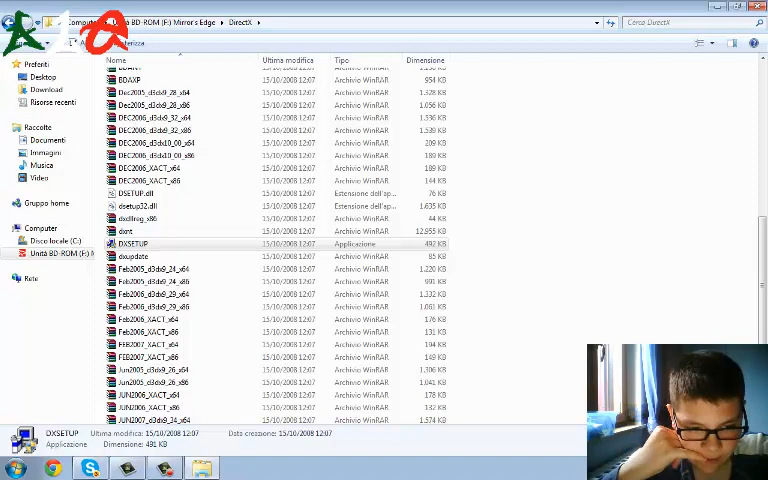 Computer ▸ Unità BD-ROM (F:) Mirror's Edge ▸ DirectX ▸
Cerca DirectX
Nome Ultima modifica Tipo Dimensione
BDAXP 15/10/2008 12:07 Archivio WinRAR 954 KB
Dec2005_d3dx9_28_x64 15/10/2008 12:07 Archivio WinRAR 1.328 KB
Dec2005_d3dx9_28_x86 15/10/2008 12:07 Archivio WinRAR 1.056 KB
DEC2006_d3dx9_32_x64 15/10/2008 12:07 Archivio WinRAR 1.536 KB
DEC2006_d3dx9_32_x86 15/10/2008 12:07 Archivio WinRAR 1.539 KB
DEC2006_d3dx10_00_x64 15/10/2008 12:07 Archivio WinRAR 209 KB
DEC2006_d3dx10_00_x86 15/10/2008 12:07 Archivio WinRAR 189 KB
DEC2006_XACT_x64 15/10/2008 12:07 Archivio WinRAR 189 KB
DEC2006_XACT_x86 15/10/2008 12:07 Archivio WinRAR 144 KB
DSETUP.dll 15/10/2008 12:07 Estensione dell'ap... 76 KB
dsetup32.dll 15/10/2008 12:07 Estensione dell'ap... 1.635 KB
dxdllreg_x86 15/10/2008 12:07 Archivio WinRAR 44 KB
dxnt 15/10/2008 12:07 Archivio WinRAR 12.955 KB
DXSETUP 15/10/2008 12:07 Applicazione 492 KB
dxupdate 15/10/2008 12:07 Archivio WinRAR 85 KB
Feb2005_d3dx9_24_x64 15/10/2008 12:07 Archivio WinRAR 1.220 KB
Feb2005_d3dx9_24_x86 15/10/2008 12:07 Archivio WinRAR 991 KB
Feb2006_d3dx9_29_x64 15/10/2008 12:07 Archivio WinRAR 1.332 KB
Feb2006_d3dx9_29_x86 15/10/2008 12:07 Archivio WinRAR 1.061 KB
Feb2006_XACT_x64 15/10/2008 12:07 Archivio WinRAR 176 KB
Feb2006_XACT_x86 15/10/2008 12:07 Archivio WinRAR 131 KB
FEB2007_XACT_x64 15/10/2008 12:07 Archivio WinRAR 194 KB
FEB2007_XACT_x86 15/10/2008 12:07 Archivio WinRAR 149 KB
Jun2005_d3dx9_26_x64 15/10/2008 12:07 Archivio WinRAR 1.306 KB
Jun2005_d3dx9_26_x86 15/10/2008 12:07 Archivio WinRAR 1.041 KB
JUN2006_XACT_x64 15/10/2008 12:07 Archivio WinRAR 178 KB
JUN2006_XACT_x86 15/10/2008 12:07 Archivio WinRAR 132 KB
JUN2007_d3dx9_34_x64 15/10/2008 12:07 Archivio WinRAR 1.574 KB
Preferiti
Desktop
Download
Risorse recenti
Raccolte
Documenti
Immagini
Musica
Video
Gruppo home
Computer
Disco locale (C:)
Unità BD-ROM (F:) M
Rete
DXSETUP Ultima modifica: 15/10/2008 12:07 Data creazione: 15/10/2008 12:07
Applicazione Dimensione: 491 KB